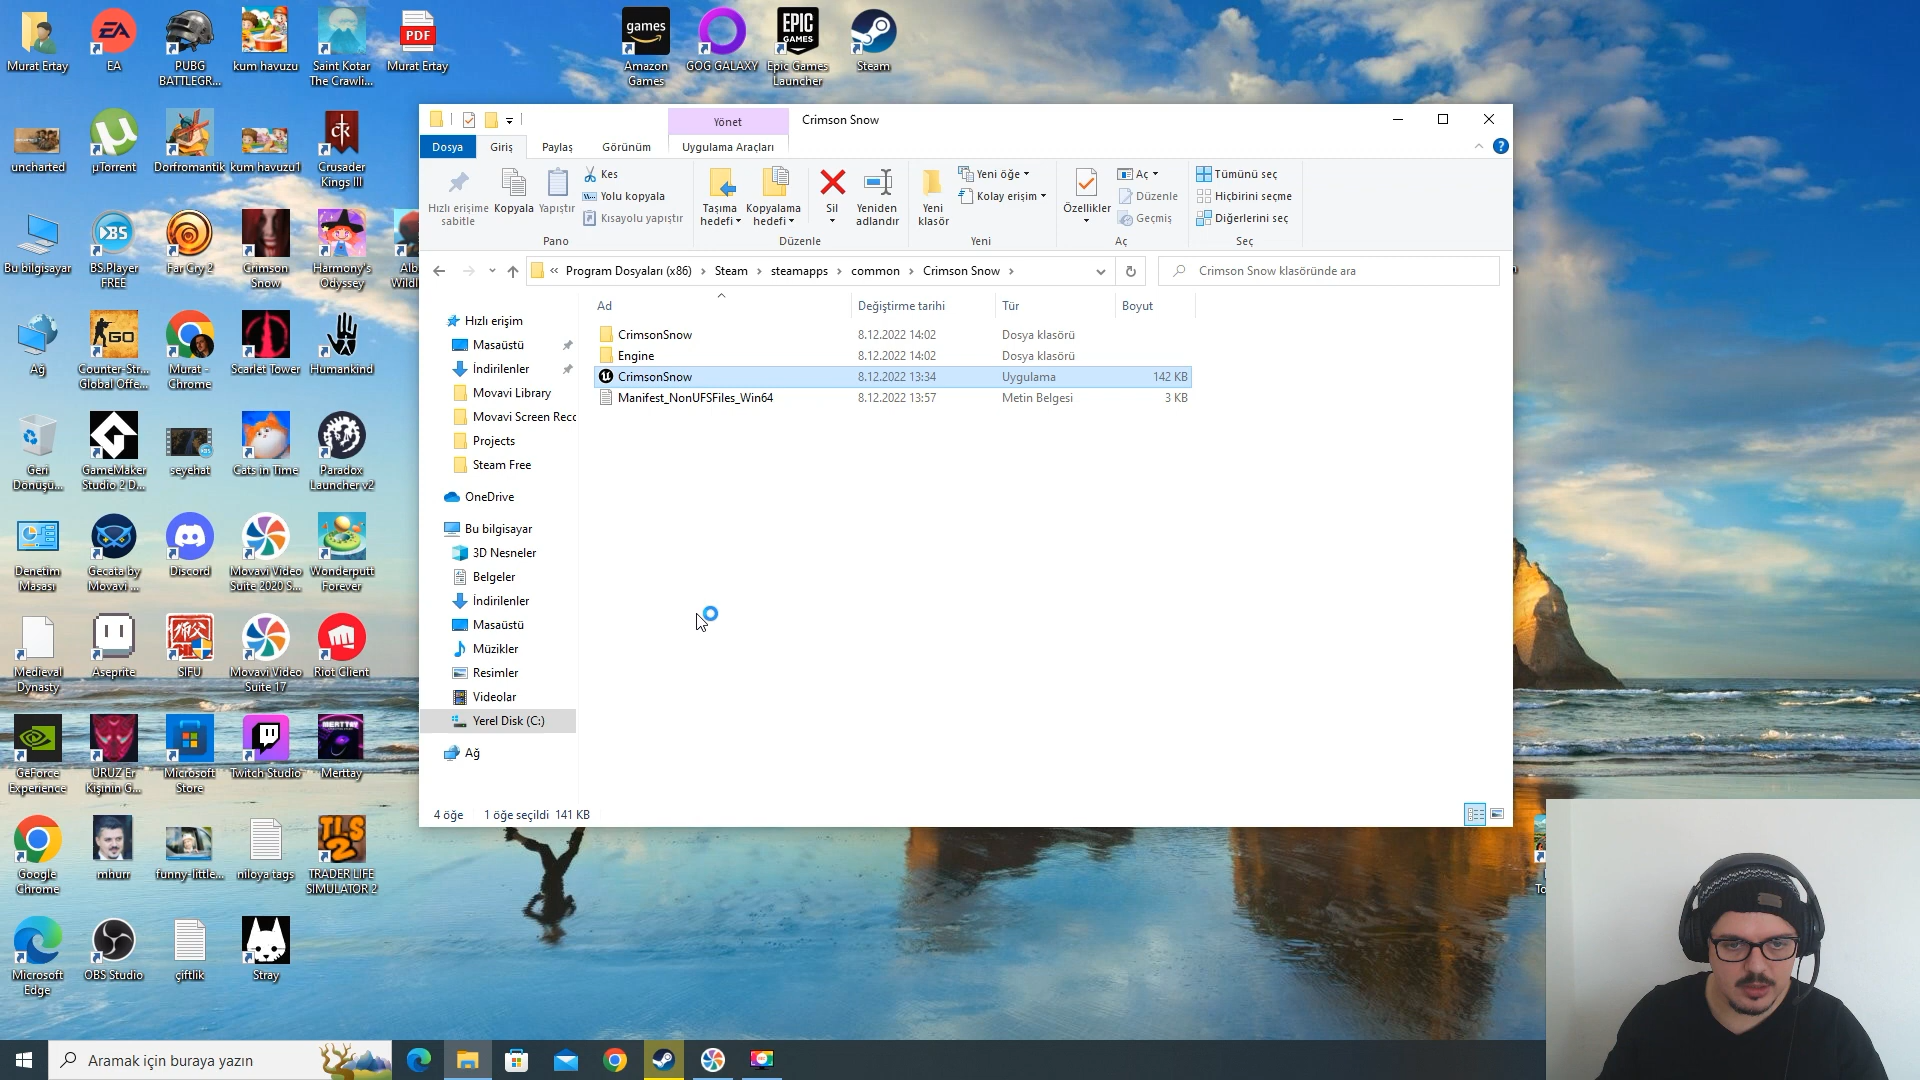 Murat Ertay
EA
PUBG
BATTLEGR...
kum havuzu
Saint Kotar
The Crawli...
PDF
Murat Ertay
games
Amazon
Games
GOG GALAXY
EPIC
GAMES
Epic Games
Launcher
Steam
uncharted
µTorrent
Dorfromantik
kum havuzu1
Crusader
Kings III
Bu bilgisayar
BS.Player
FREE
Far Cry 2
Crimson
Snow
Harmony's
Odyssey
Ağ
GO
Counter-Str...
Global Offe...
Murat -
Chrome
Scarlet Tower
Humankind
Geri
Dönüşü...
GameMaker
Studio 2 D...
seyehat
Cats in Time
Paradox
Launcher v2
Denetim
Masası
Gecata by
Movavi ...
Discord
Movavi Video
Suite 2020 S...
Wonderputt
Forever
Medieval
Dynasty
Aseprite
SIFU
Movavi Video
Suite 17
Riot Client
GeForce
Experience
URUZ Er
Kişinin G...
Microsoft
Store
Twitch Studio
MERTTAY
Merttay
Google
Chrome
mhurr
funny-little...
niloya tags
TLS
2
TRADER LIFE
SIMULATOR 2
Microsoft
Edge
OBS Studio
çiftlik
Stray
Yönet
Crimson Snow
Dosya
Giriş
Paylaş
Görünüm
Uygulama Araçları
Hızlı erişime
sabitle
Kopyala
Yapıştır
Kes
Yolu kopyala
Kısayolu yapıştır
Pano
Taşıma
hedefi
Kopyalama
hedefi
Sil
Yeniden
adlandır
Düzenle
Yeni
klasör
Yeni öğe
Kolay erişim
Yeni
Özellikler
Aç
Düzenle
Geçmiş
Aç
Tümünü seç
Hiçbirini seçme
Diğerlerini seç
Seç
« Program Dosyaları (x86) › Steam › steamapps › common › Crimson Snow ›
Crimson Snow klasöründe ara
Ad
Değiştirme tarihi
Tür
Boyut
CrimsonSnow 8.12.2022 14:02 Dosya klasörü
Engine 8.12.2022 14:02 Dosya klasörü
CrimsonSnow 8.12.2022 13:34 Uygulama 142 KB
Manifest_NonUFSFiles_Win64 8.12.2022 13:57 Metin Belgesi 3 KB
Hızlı erişim
Masaüstü
İndirilenler
Movavi Library
Movavi Screen Rec
Projects
Steam Free
OneDrive
Bu bilgisayar
3D Nesneler
Belgeler
İndirilenler
Masaüstü
Müzikler
Resimler
Videolar
Yerel Disk (C:)
Ağ
4 öğe
1 öğe seçildi 141 KB
Aramak için buraya yazın